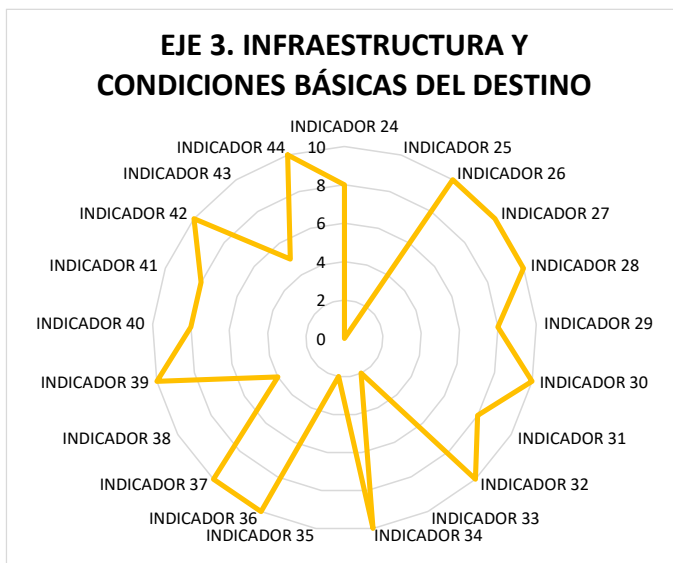 EJE 3. INFRAESTRUCTURA Y
CONDICIONES BÁSICAS DEL DESTINO
INDICADOR 24
INDICADOR 25
INDICADOR 26
INDICADOR 27
INDICADOR 28
INDICADOR 29
INDICADOR 30
INDICADOR 31
INDICADOR 32
INDICADOR 33
INDICADOR 34
INDICADOR 35
INDICADOR 36
INDICADOR 37
INDICADOR 38
INDICADOR 39
INDICADOR 40
INDICADOR 41
INDICADOR 42
INDICADOR 43
INDICADOR 44
10
8
6
4
2
0